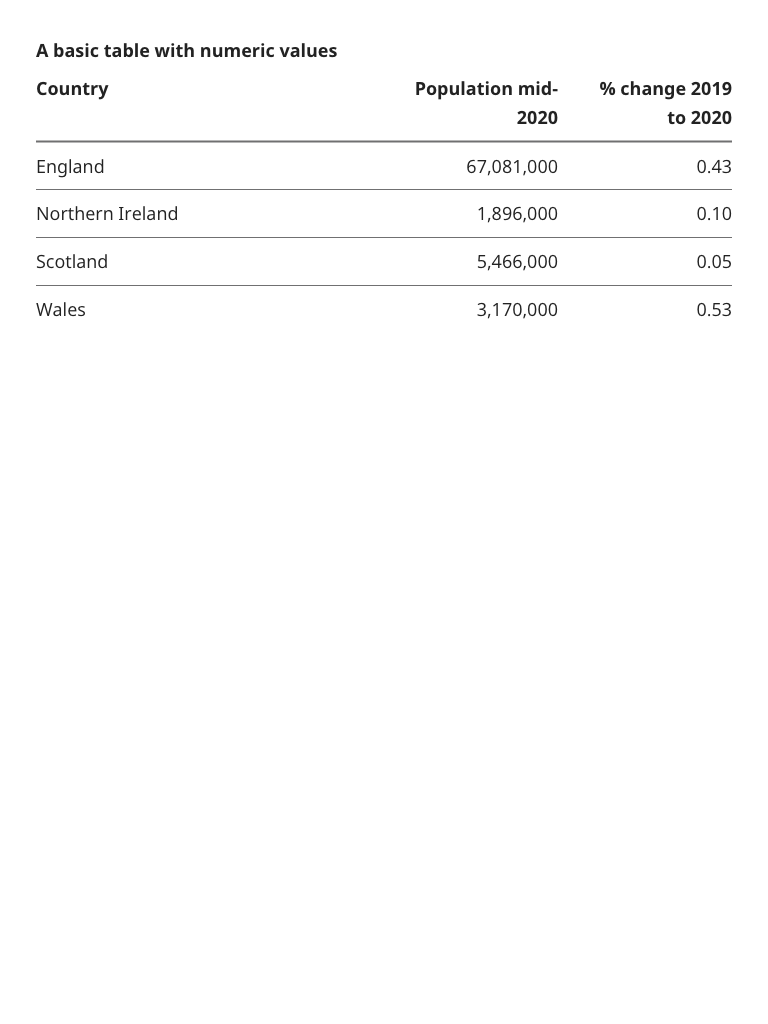 A basic table with numeric values
Country Population mid-2020 % change 2019 to 2020
England 67,081,000 0.43
Northern Ireland 1,896,000 0.10
Scotland 5,466,000 0.05
Wales 3,170,000 0.53